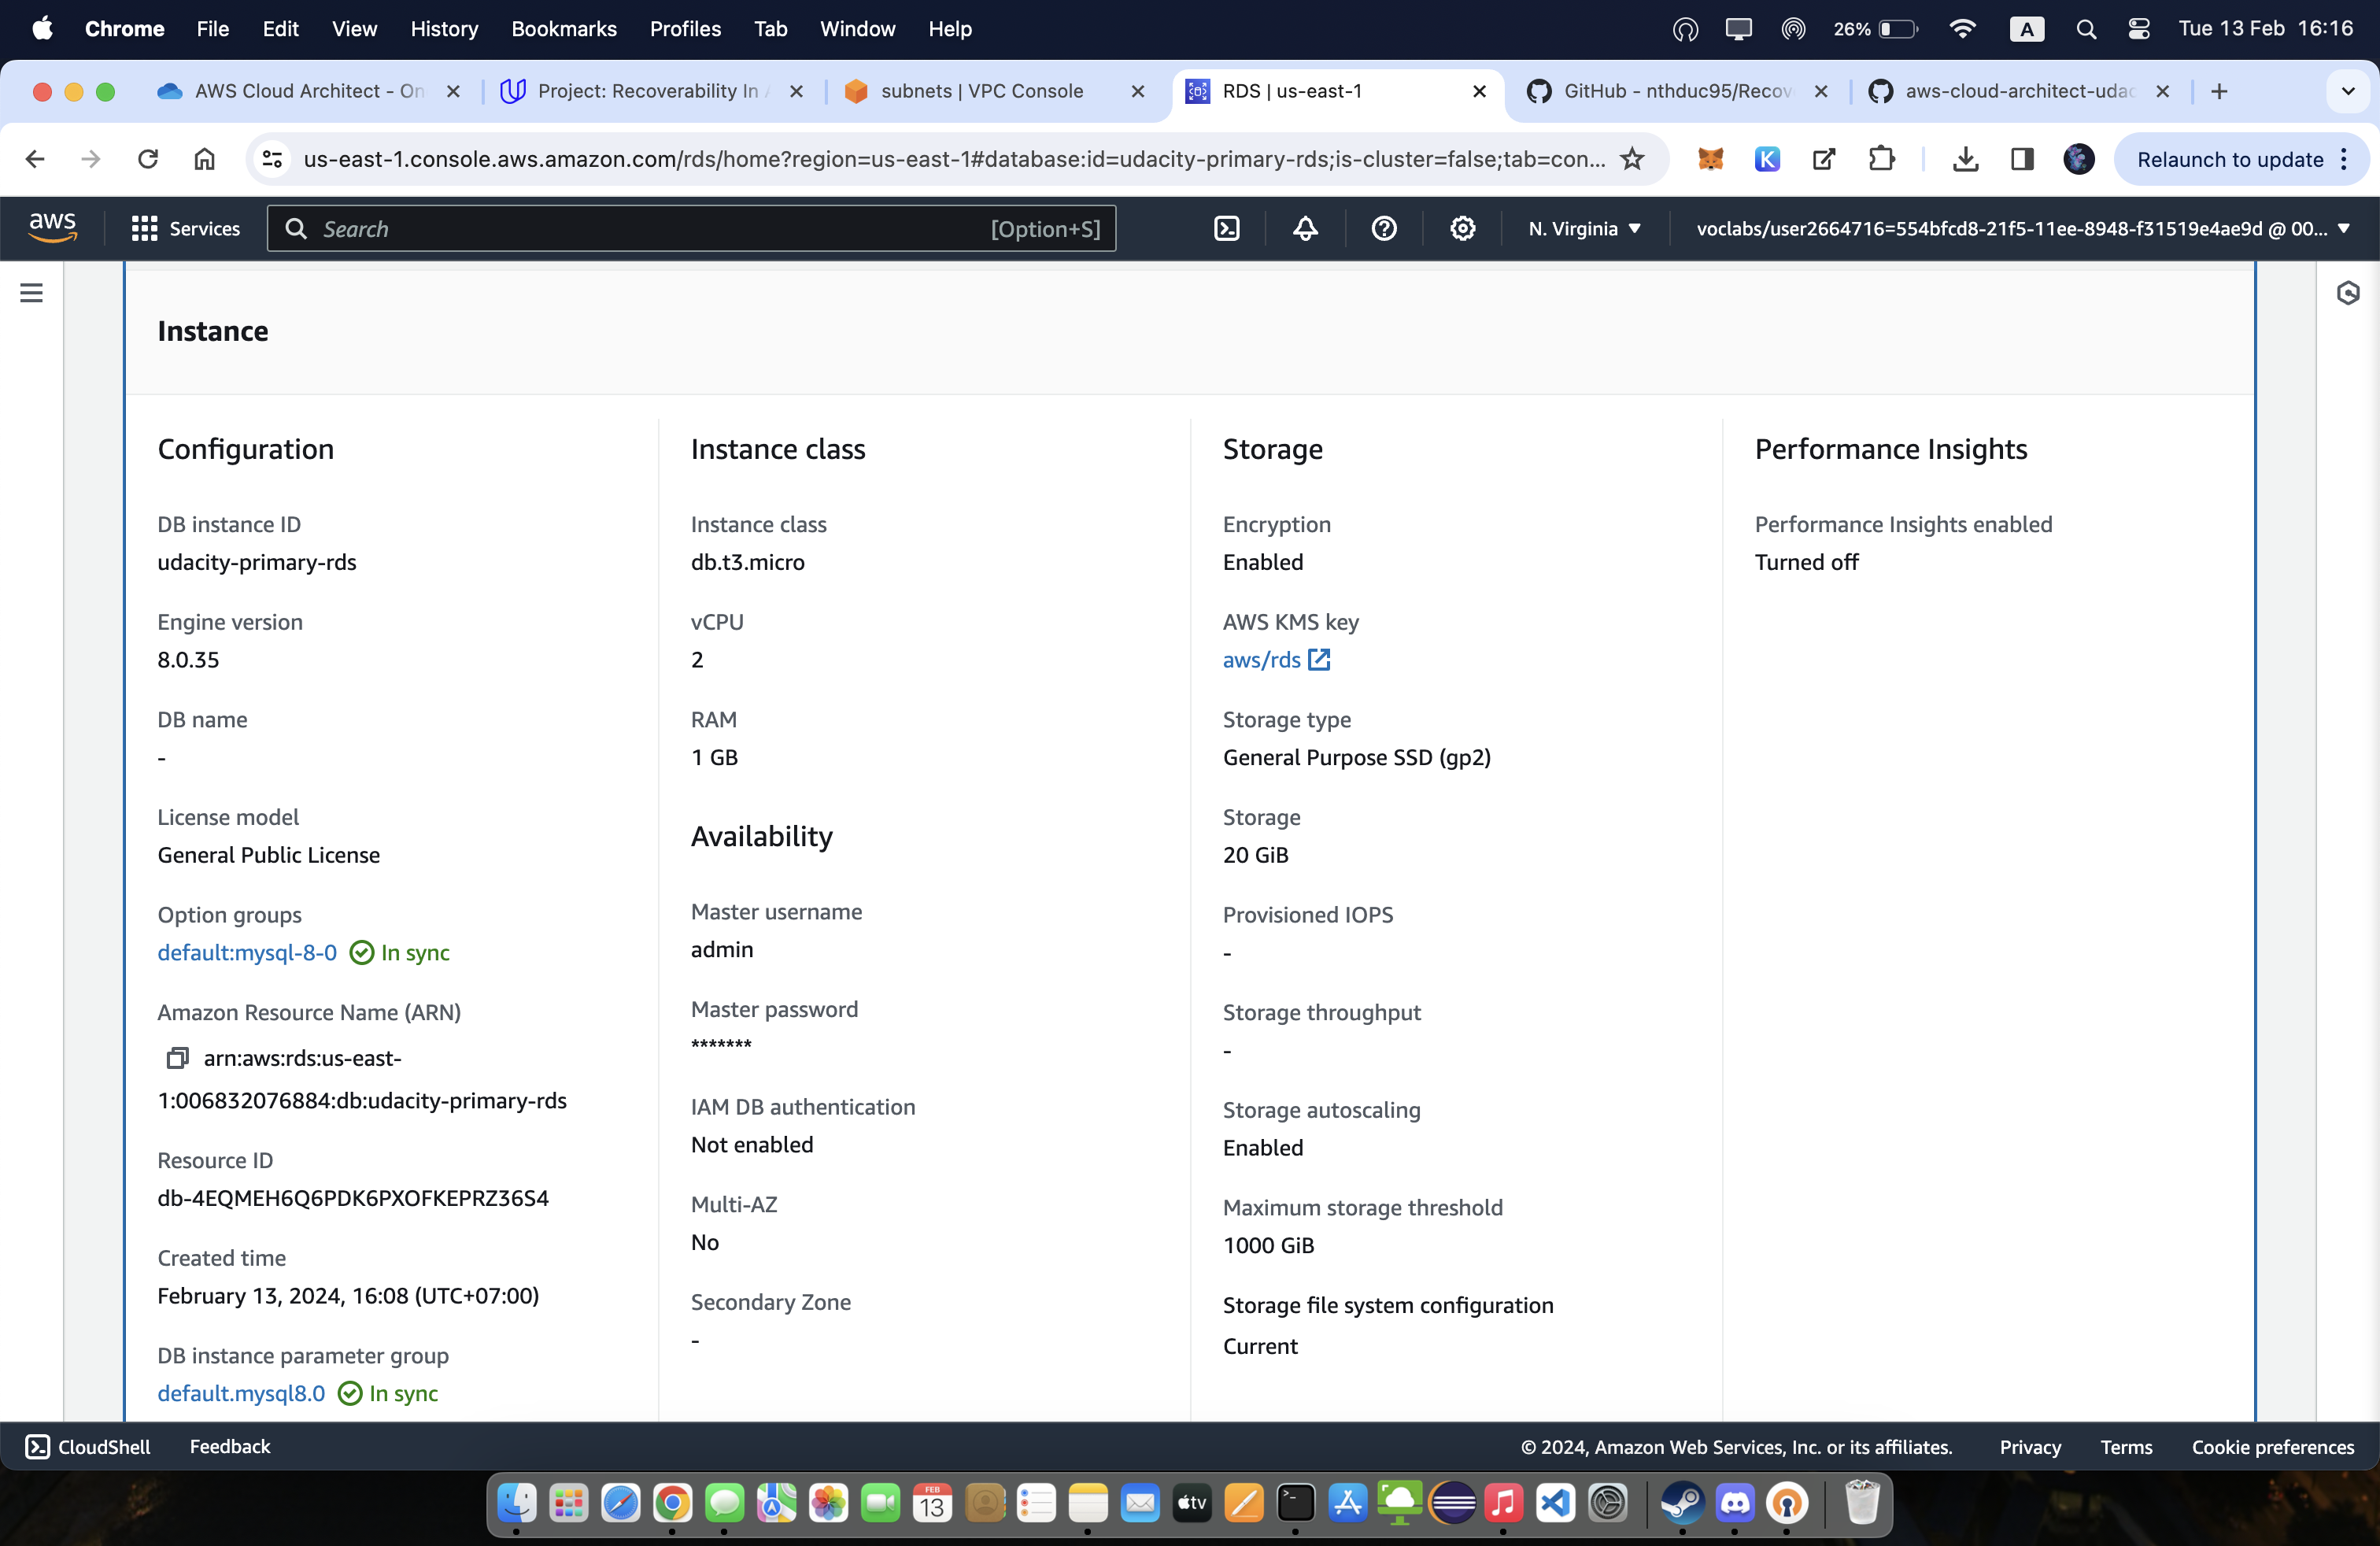 Chrome File Edit View History Bookmarks Profiles Tab Window Help 26% A Tue 13 Feb 16:16
AWS Cloud Architect - On Project: Recoverability In A subnets | VPC Console RDS | us-east-1 GitHub - nthduc95/Recov aws-cloud-architect-udac
us-east-1.console.aws.amazon.com/rds/home?region=us-east-1#database:id=udacity-primary-rds;is-cluster=false;tab=con... K Relaunch to update
aws Services Search [Option+S] N. Virginia voclabs/user2664716=554bfcd8-21f5-11ee-8948-f31519e4ae9d @ 00...
Instance
Configuration
DB instance ID
udacity-primary-rds
Engine version
8.0.35
DB name
-
License model
General Public License
Option groups
default:mysql-8-0 In sync
Amazon Resource Name (ARN)
arn:aws:rds:us-east-
1:006832076884:db:udacity-primary-rds
Resource ID
db-4EQMEH6Q6PDK6PXOFKEPRZ36S4
Created time
February 13, 2024, 16:08 (UTC+07:00)
DB instance parameter group
default.mysql8.0 In sync
Instance class
Instance class
db.t3.micro
vCPU
2
RAM
1 GB
Availability
Master username
admin
Master password
*******
IAM DB authentication
Not enabled
Multi-AZ
No
Secondary Zone
-
Storage
Encryption
Enabled
AWS KMS key
aws/rds
Storage type
General Purpose SSD (gp2)
Storage
20 GiB
Provisioned IOPS
-
Storage throughput
-
Storage autoscaling
Enabled
Maximum storage threshold
1000 GiB
Storage file system configuration
Current
Performance Insights
Performance Insights enabled
Turned off
CloudShell Feedback © 2024, Amazon Web Services, Inc. or its affiliates. Privacy Terms Cookie preferences
FEB
13
tv